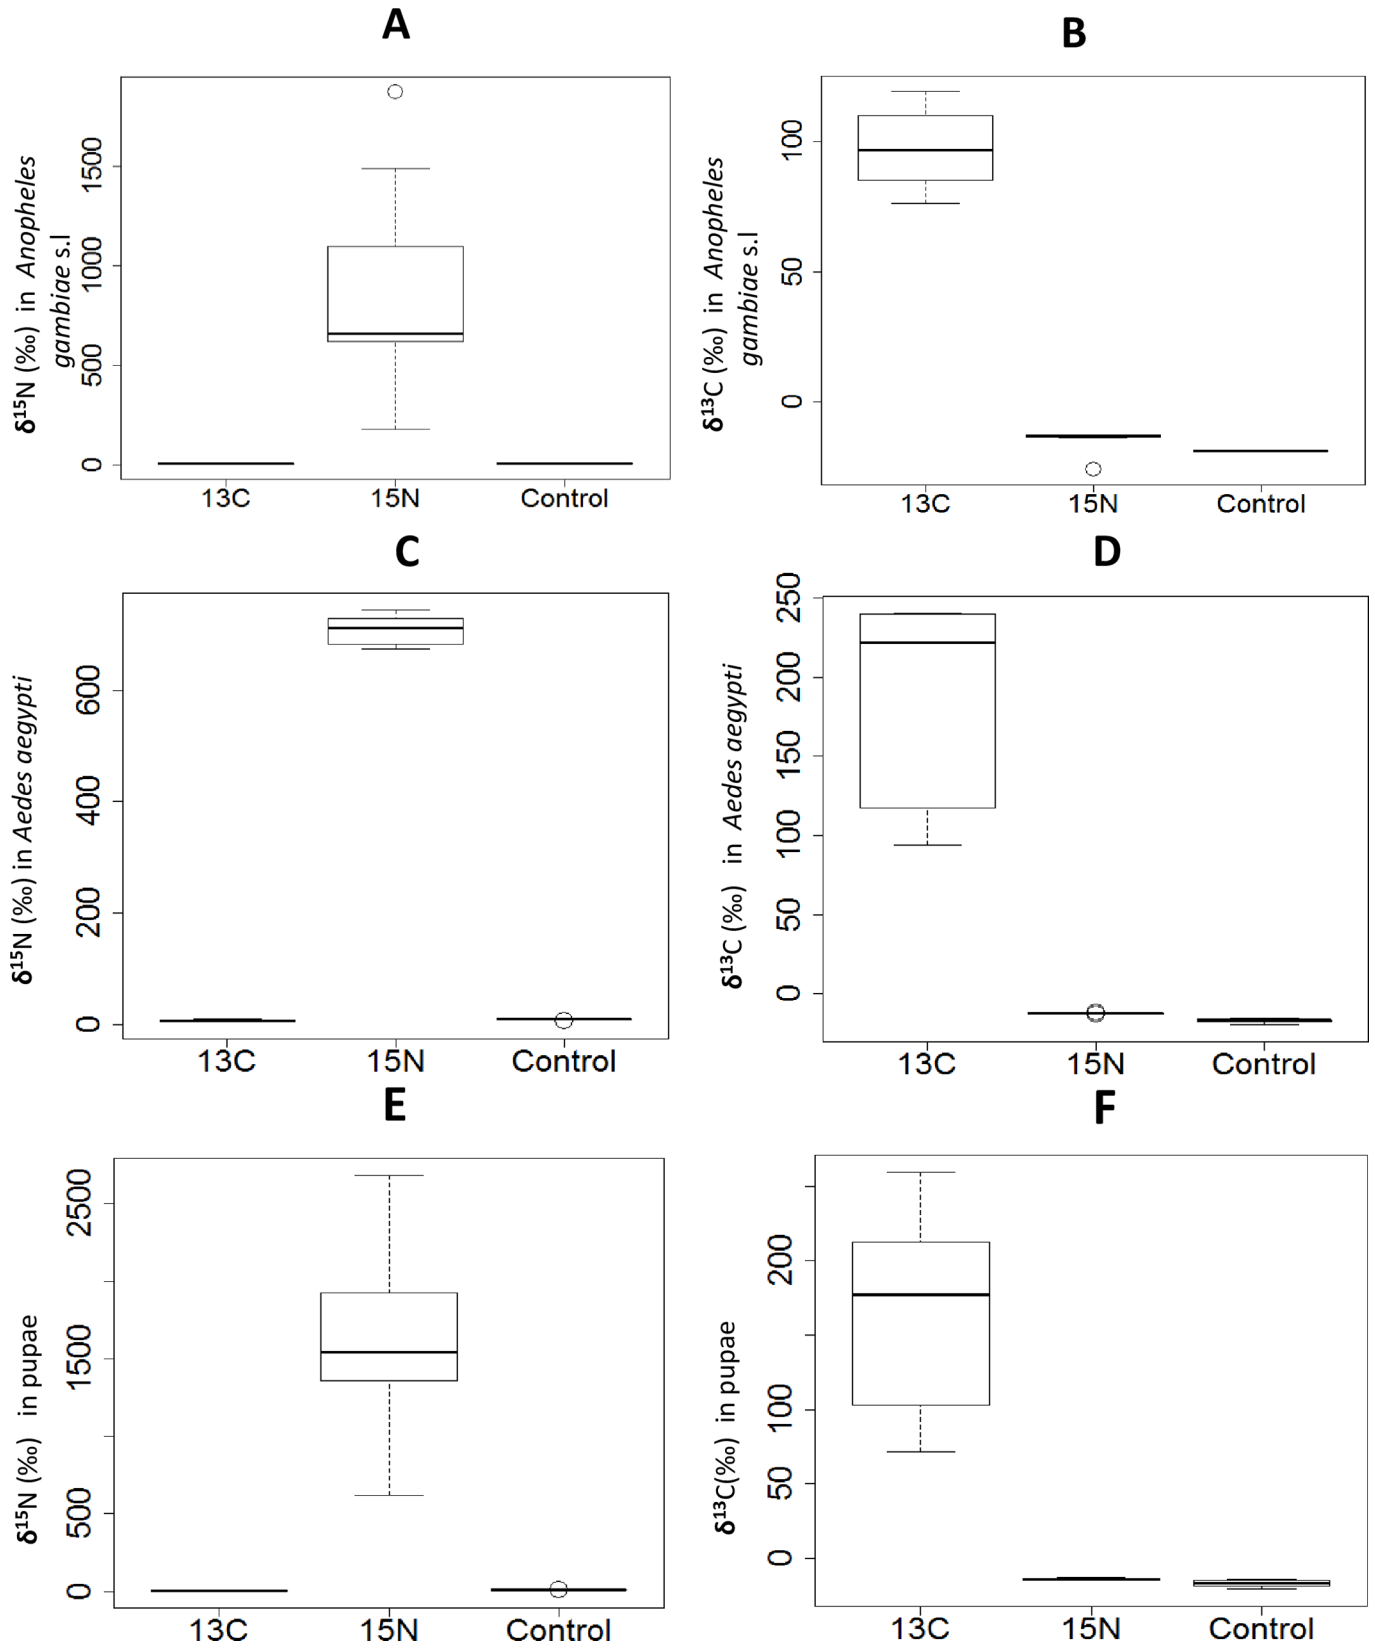 A
δ¹⁵N (‰) in Anopheles
gambiae s.l
1500
1000
500
0
13C 15N Control
B
δ¹³C (‰) in Anopheles
gambiae s.l
100
50
0
13C 15N Control
C
δ¹⁵N (‰) in Aedes aegypti
600
400
200
0
13C 15N Control
D
δ¹³C (‰) in Aedes aegypti
250
200
150
100
50
0
13C 15N Control
E
δ¹⁵N (‰) in pupae
2500
1500
500
0
13C 15N Control
F
δ¹³C(‰) in pupae
200
100
50
0
13C 15N Control